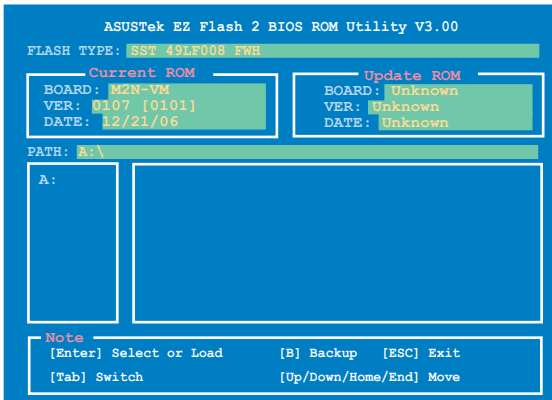 ASUSTek EZ Flash 2 BIOS ROM Utility V3.00
FLASH TYPE: SST 49LF008 FWH
Current ROM
BOARD: M2N-VM
VER: 0107 [0101]
DATE: 12/21/06
Update ROM
BOARD: Unknown
VER: Unknown
DATE: Unknown
PATH: A:\
A:
Note
[Enter] Select or Load [B] Backup [ESC] Exit
[Tab] Switch [Up/Down/Home/End] Move